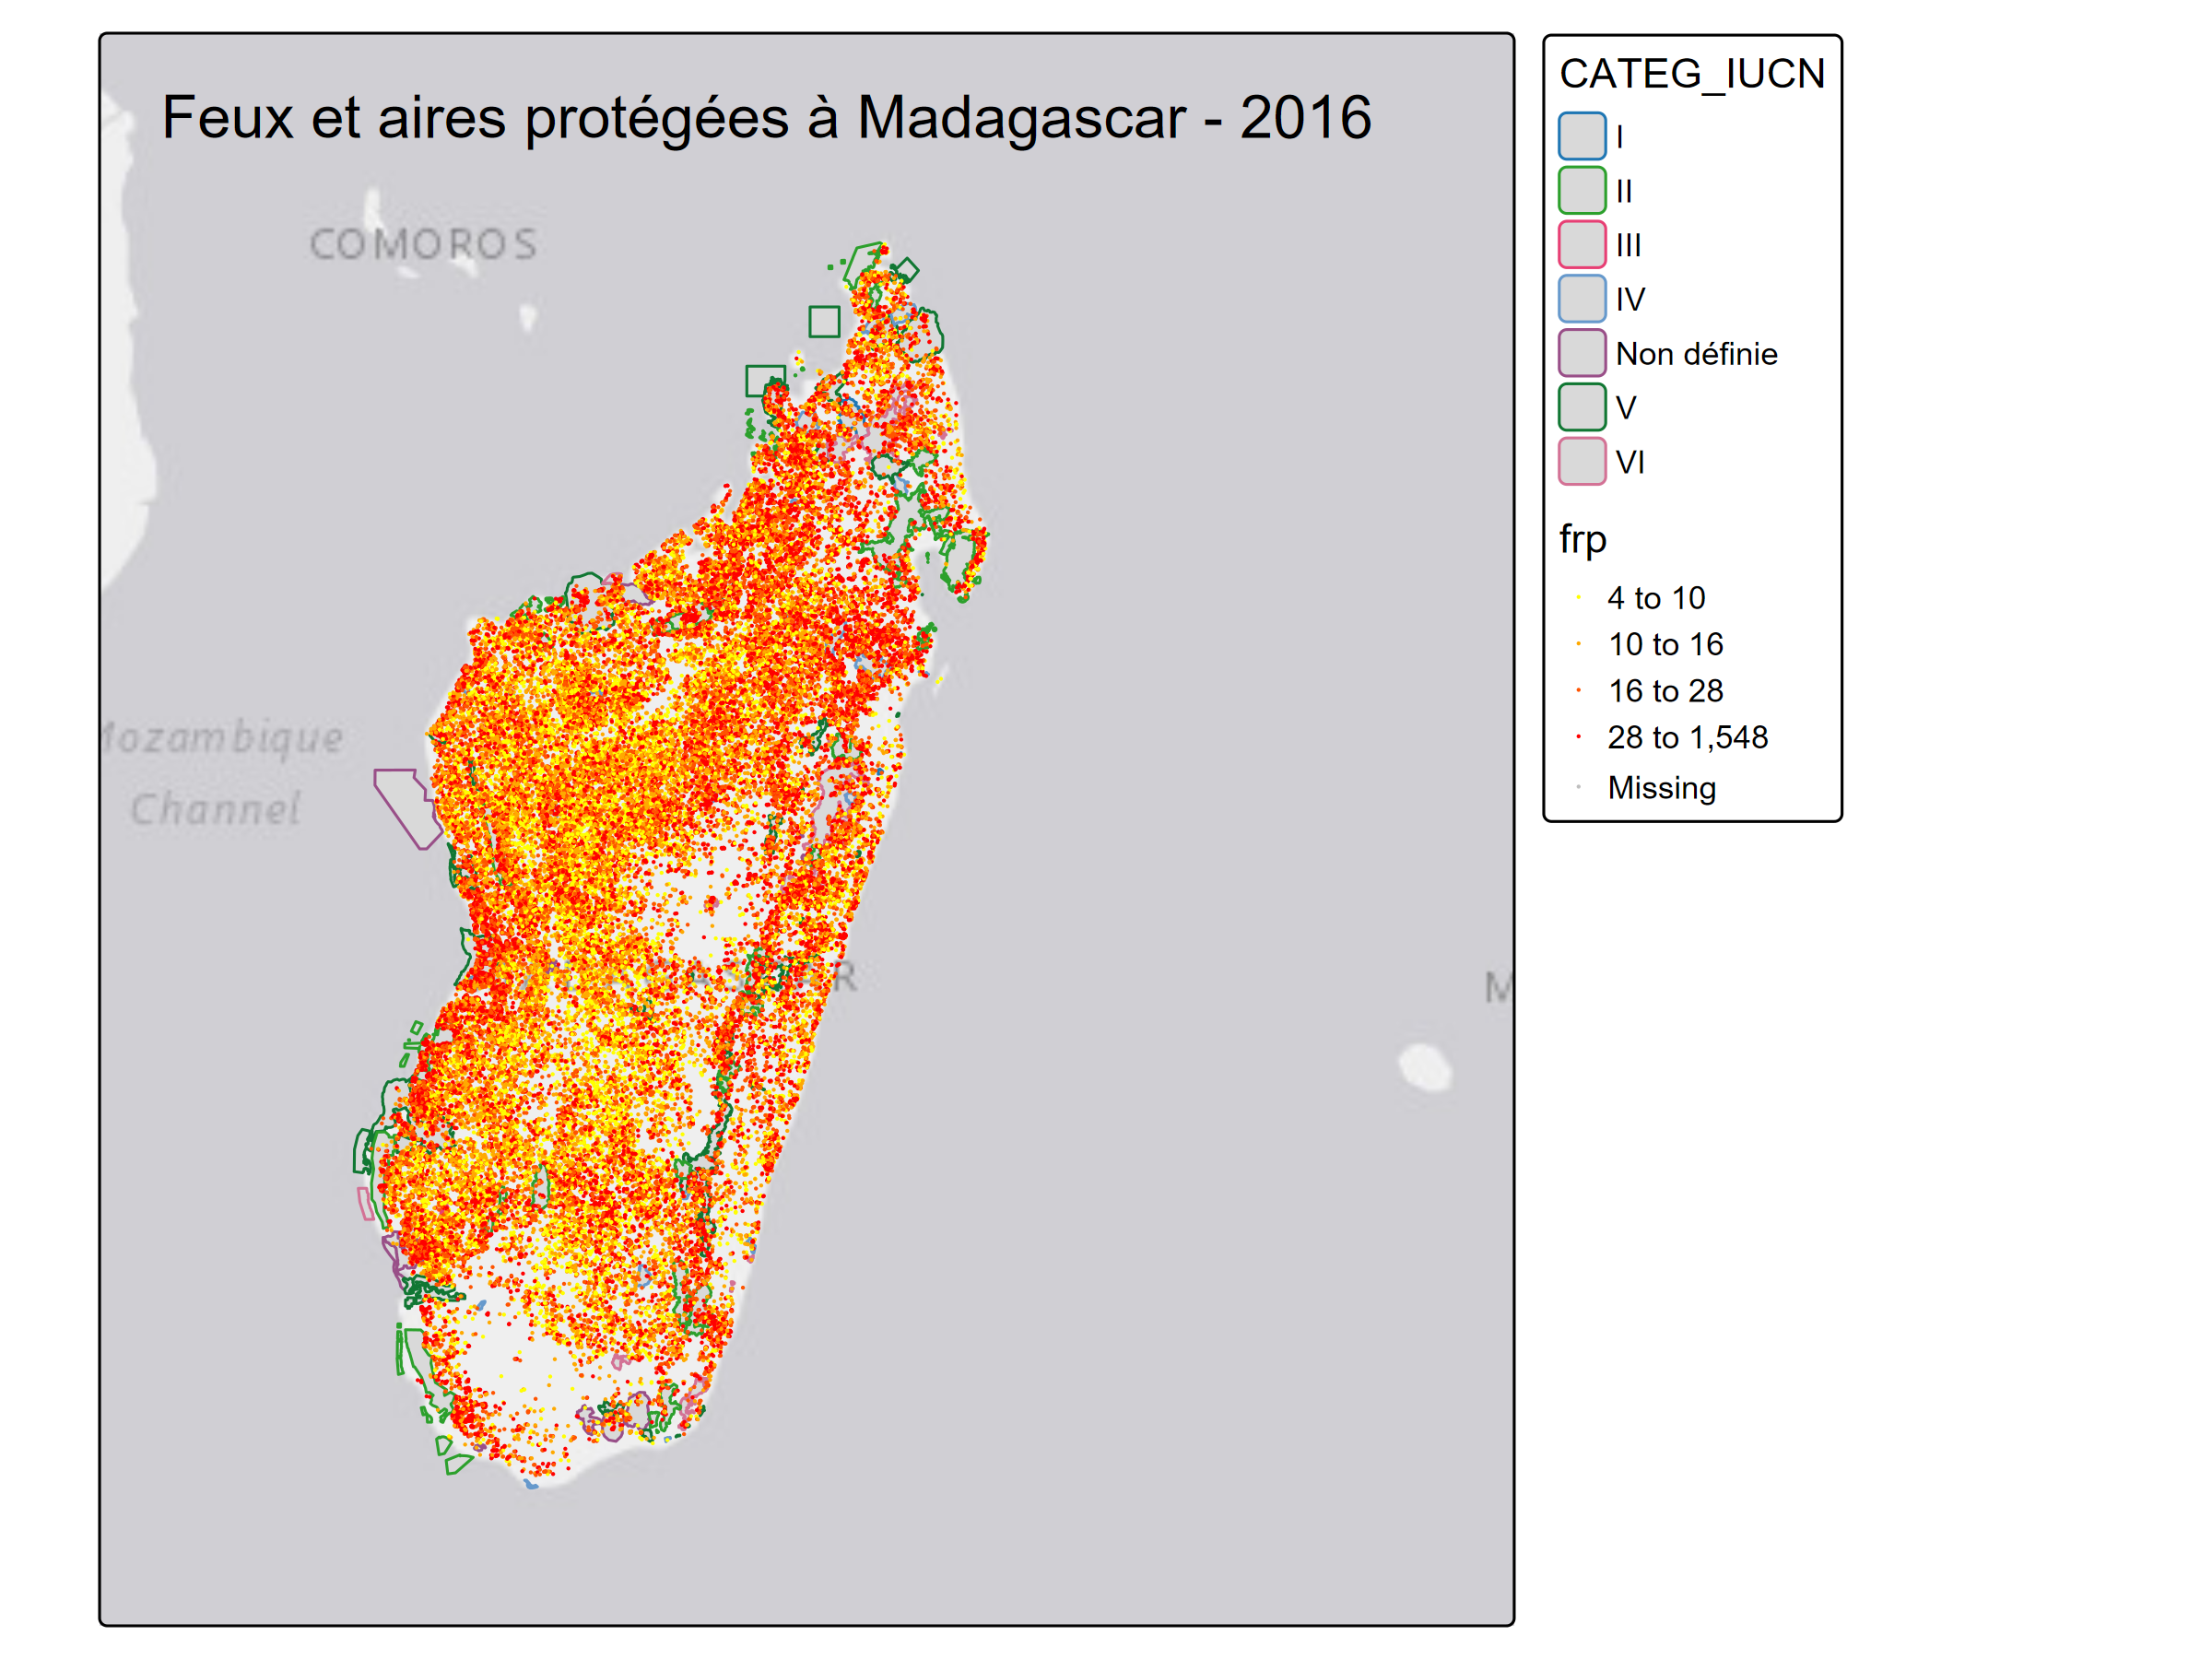 Feux et aires protégées à Madagascar - 2016
COMOROS
Mozambique
Channel
CATEG_IUCN
I
II
III
IV
Non définie
V
VI
frp
4 to 10
10 to 16
16 to 28
28 to 1,548
Missing